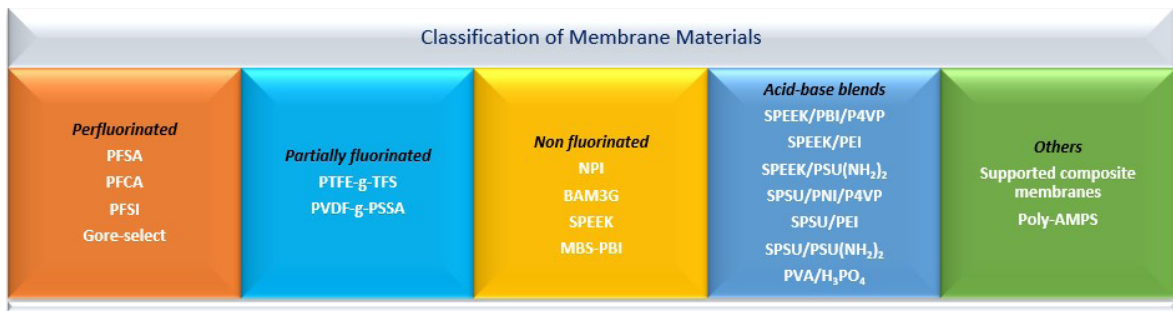 Classification of Membrane Materials
Perfluorinated
PFSA
PFCA
PFSI
Gore-select
Partially fluorinated
PTFE-g-TFS
PVDF-g-PSSA
Non fluorinated
NPI
BAM3G
SPEEK
MBS-PBI
Acid-base blends
SPEEK/PBI/P4VP
SPEEK/PEI
SPEEK/PSU(NH₂)₂
SPSU/PNI/P4VP
SPSU/PEI
SPSU/PSU(NH₂)₂
PVA/H₃PO₄
Others
Supported composite
membranes
Poly-AMPS